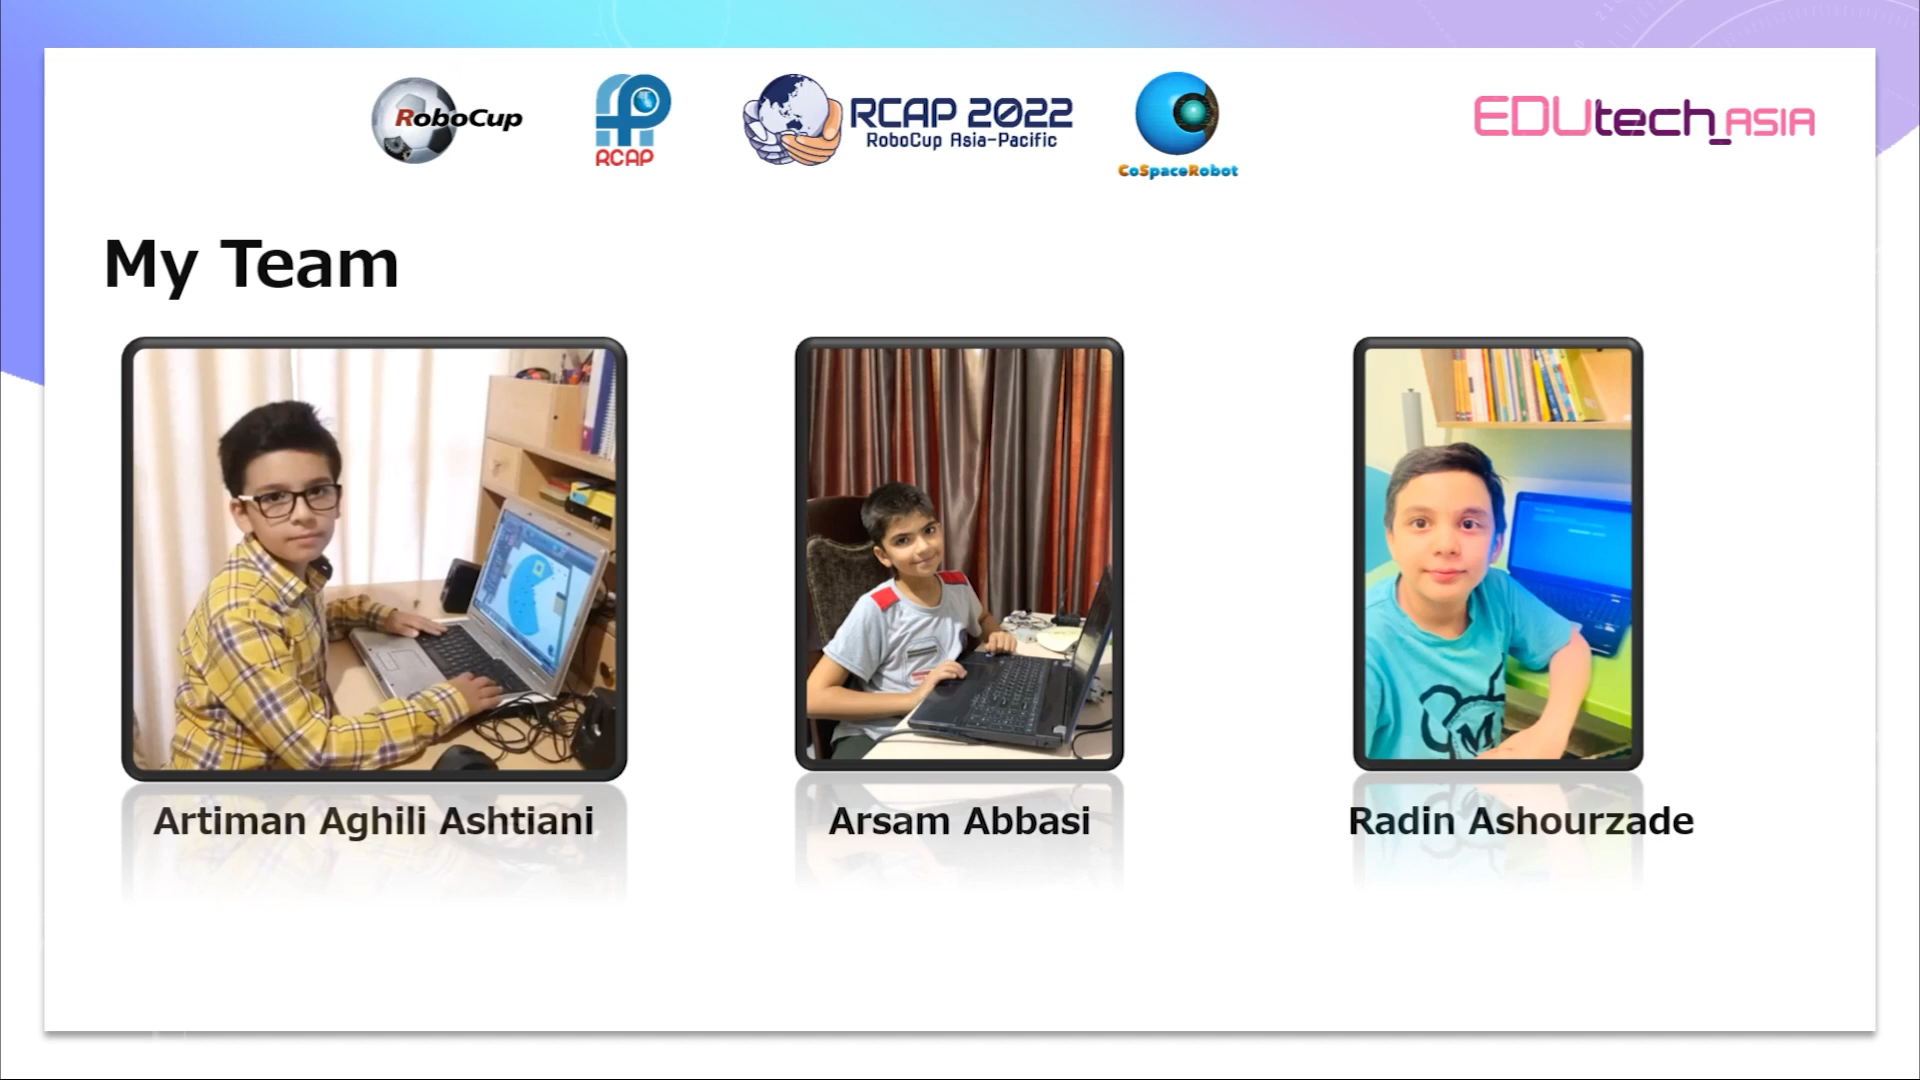 RoboCup
RCAP
RCAP 2022
RoboCup Asia-Pacific
CoSpaceRobot
EDUtech_ASIA
My Team
M
Artiman Aghili Ashtiani
Arsam Abbasi
Radin Ashourzade